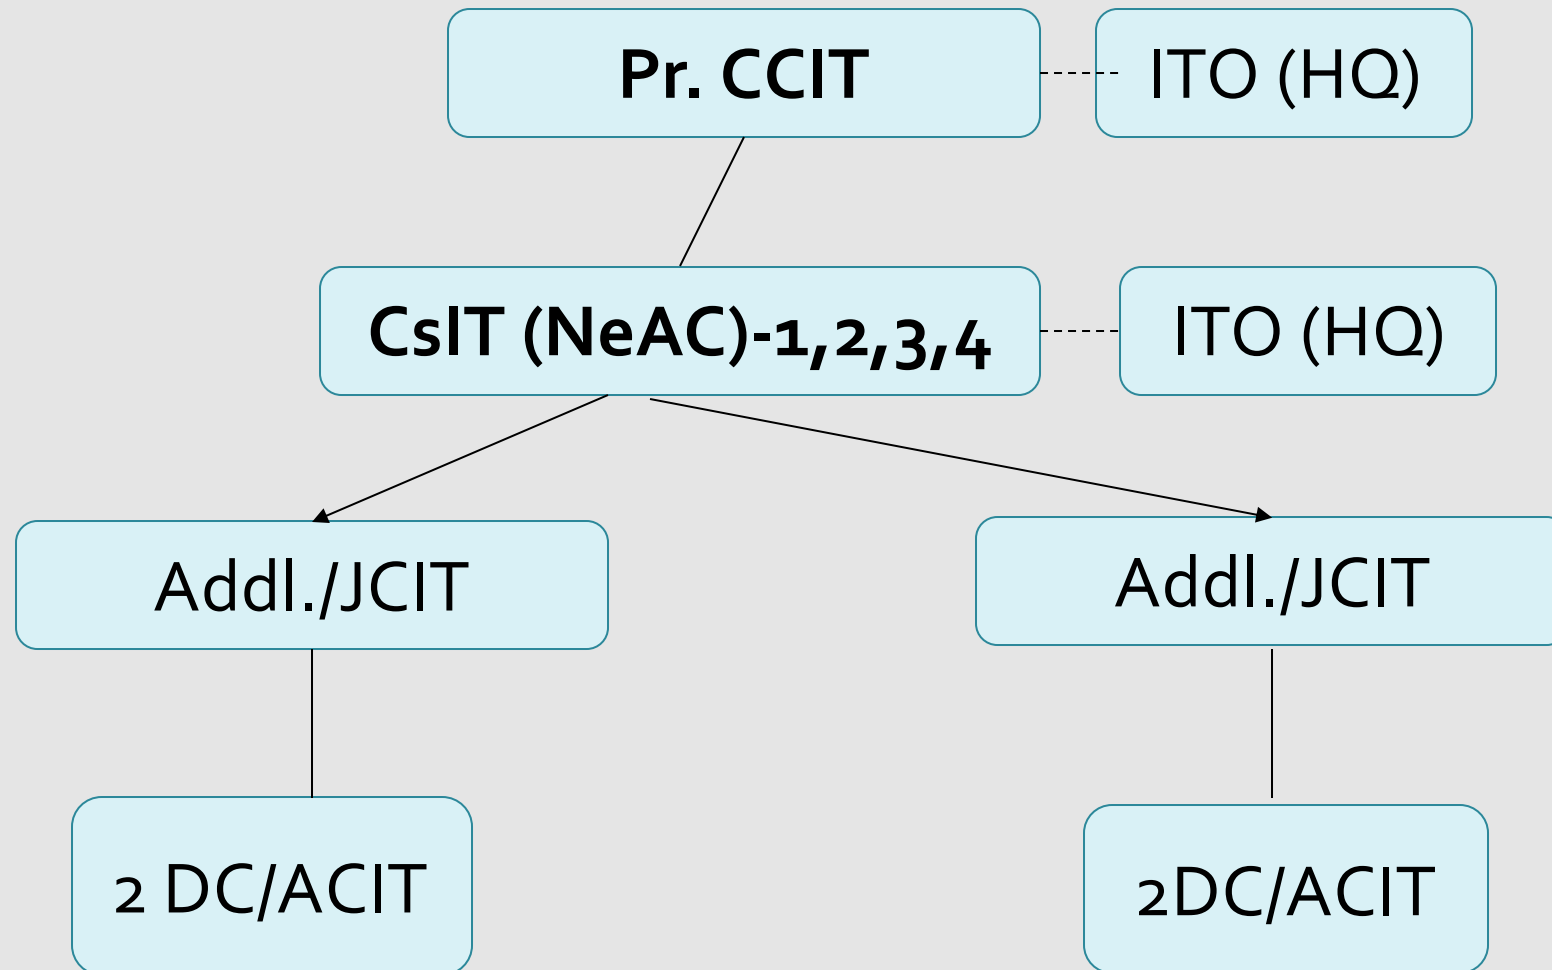 Pr. CCIT
ITO (HQ)
CsIT (NeAC)-1,2,3,4
ITO (HQ)
Addl./JCIT
Addl./JCIT
2 DC/ACIT
2DC/ACIT